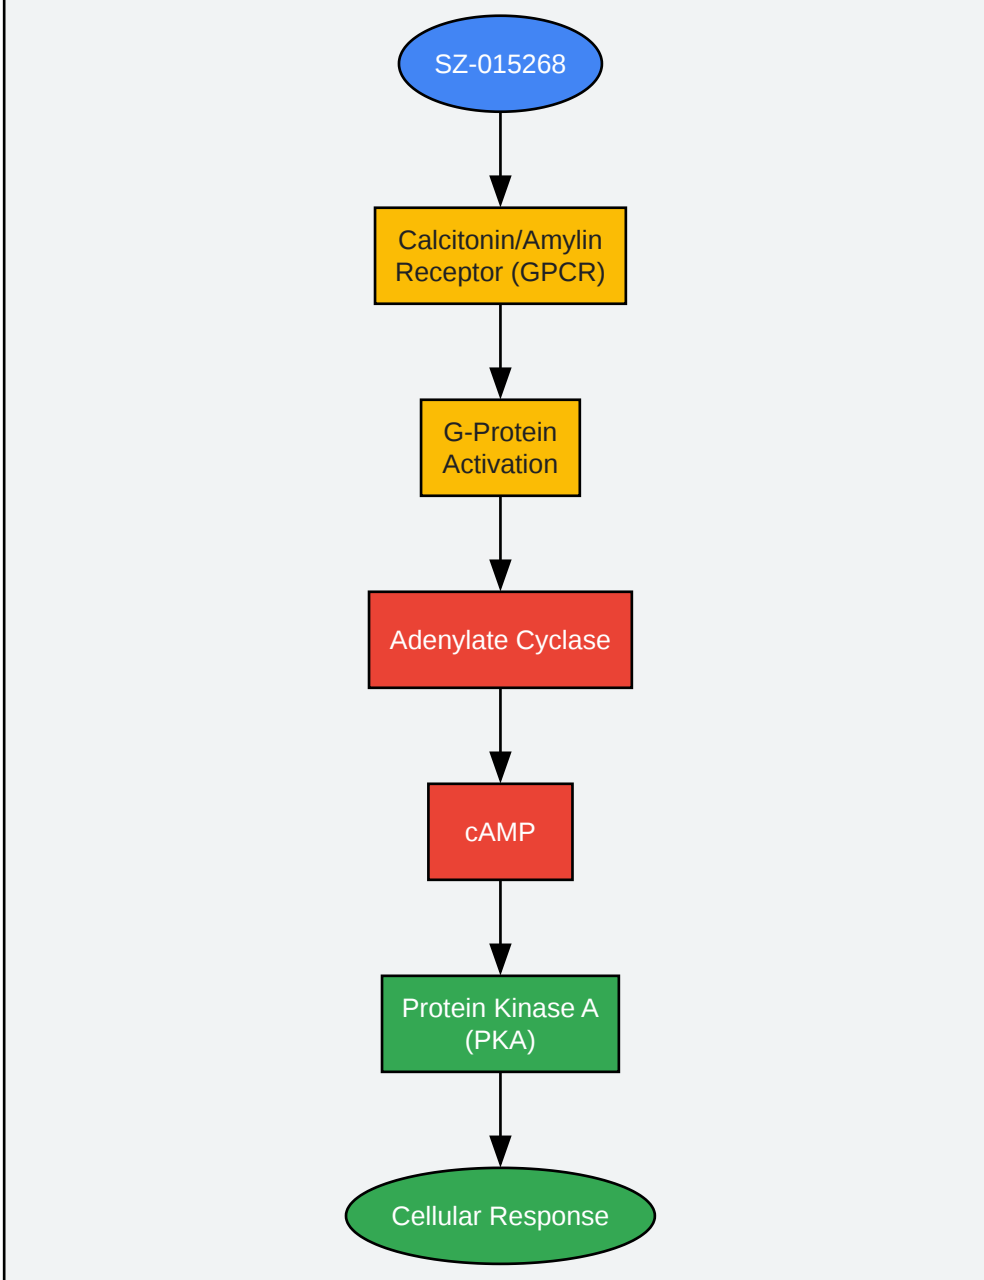 SZ-015268
Calcitonin/Amylin
Receptor (GPCR)
G-Protein
Activation
Adenylate Cyclase
cAMP
Protein Kinase A
(PKA)
Cellular Response